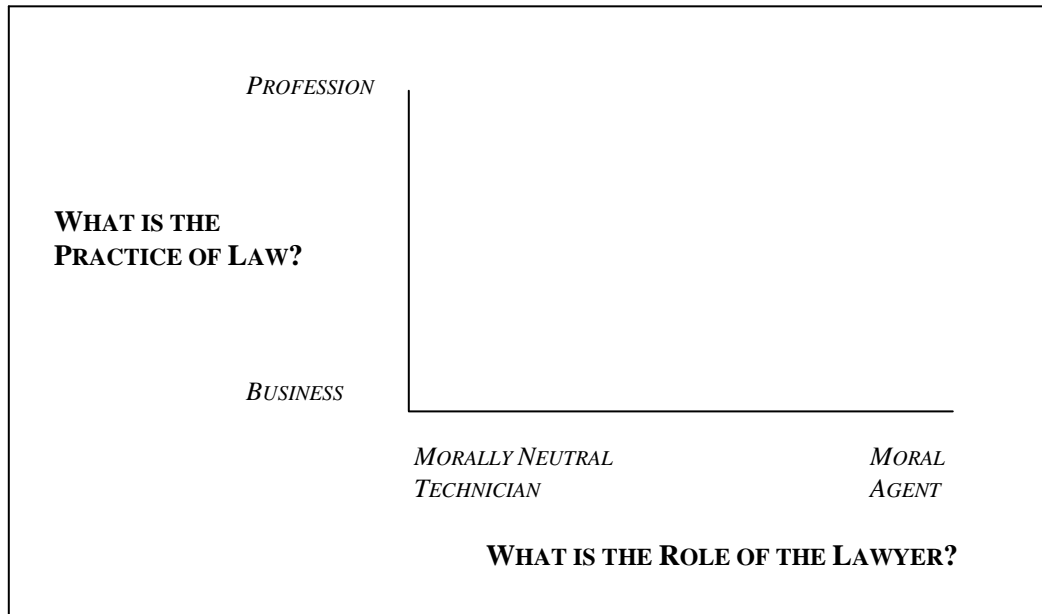 PROFESSION
WHAT IS THE
PRACTICE OF LAW?
BUSINESS
MORALLY NEUTRAL
TECHNICIAN
MORAL
AGENT
WHAT IS THE ROLE OF THE LAWYER?